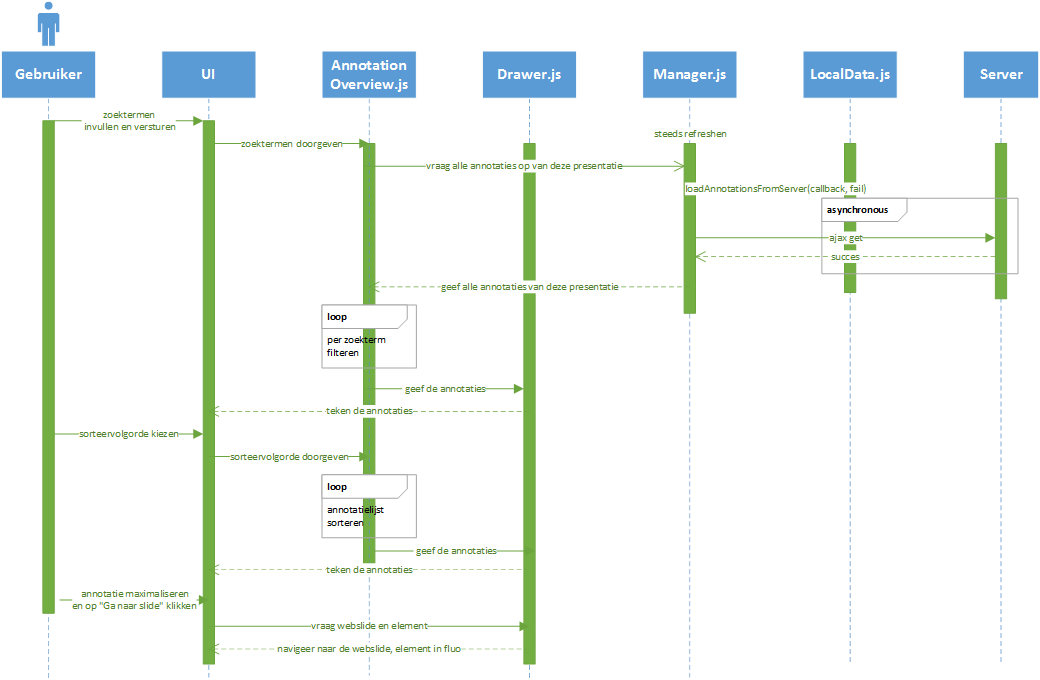 Gebruiker
UI
Annotation
Overview.js
Drawer.js
Manager.js
LocalData.js
Server
zoektermen
invullen en versturen
steeds refreshen
zoektermen doorgeven
vraag alle annotaties op van deze presentatie
loadAnnotationsFromServer(callback, fail)
asynchronous
ajax get
succes
geef alle annotaties van deze presentatie
loop
per zoekterm
filteren
geef de annotaties
teken de annotaties
sorteervolgorde kiezen
sorteervolgorde doorgeven
loop
annotatielijst
sorteren
geef de annotaties
teken de annotaties
annotatie maximaliseren
en op "Ga naar slide" klikken
vraag webslide en element
navigeer naar de webslide, element in fluo